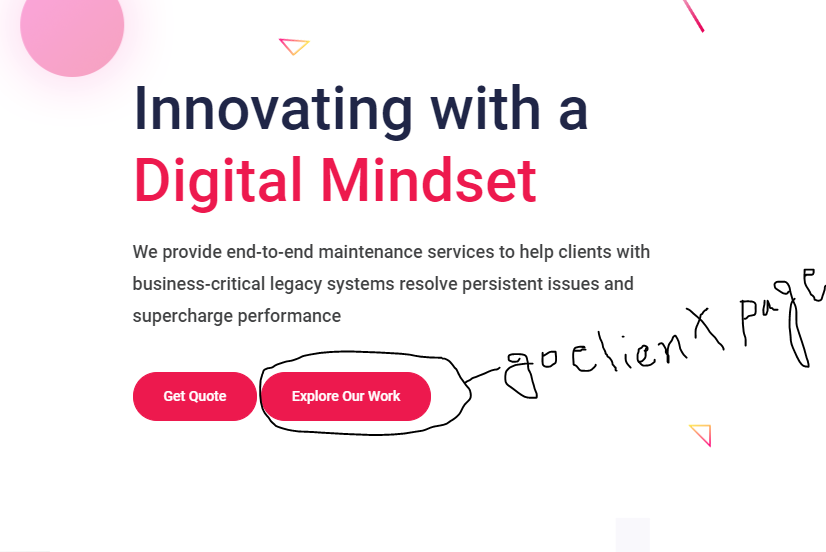 Innovating with a
Digital Mindset
We provide end-to-end maintenance services to help clients with
business-critical legacy systems resolve persistent issues and
supercharge performance
Get Quote
Explore Our Work
go client page